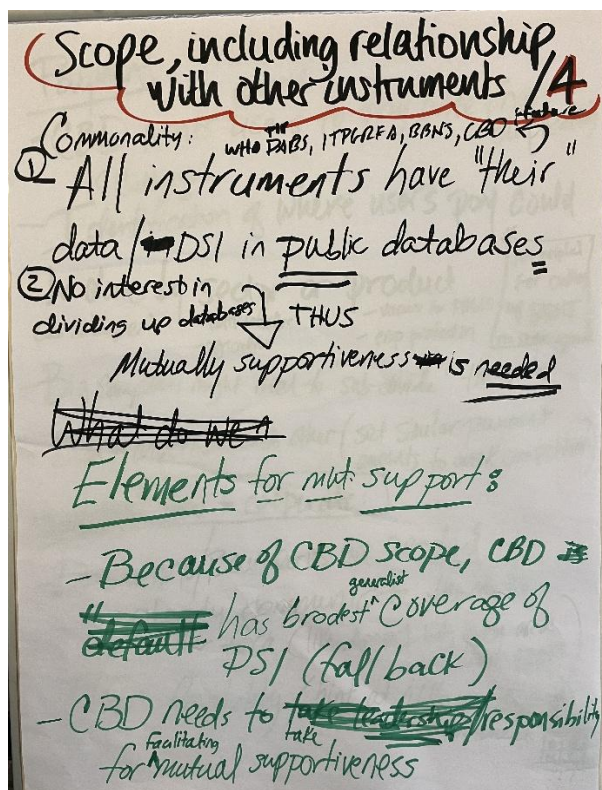 Scope, including relationship
with other instruments /4
Commonality: WHO PABS, ITPGRFA, BBNJ, CBD
① All instruments have "their"
data / DSI in public databases
② No interest in
dividing up databases THUS
Mutually supportiveness is needed
What do we
Elements for mut. support:
- Because of CBD scope, CBD
"default" has brodest generalist coverage of
DSI (fall back)
- CBD needs to take leadership/responsibility
take
for facilitating mutual supportiveness